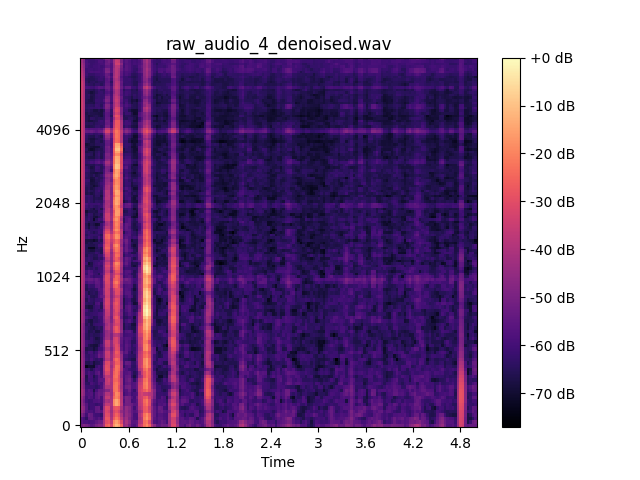 raw_audio_4_denoised.wav
Hz
4096
2048
1024
512
0
0 0.6 1.2 1.8 2.4 3 3.6 4.2 4.8
Time
+0 dB
-10 dB
-20 dB
-30 dB
-40 dB
-50 dB
-60 dB
-70 dB